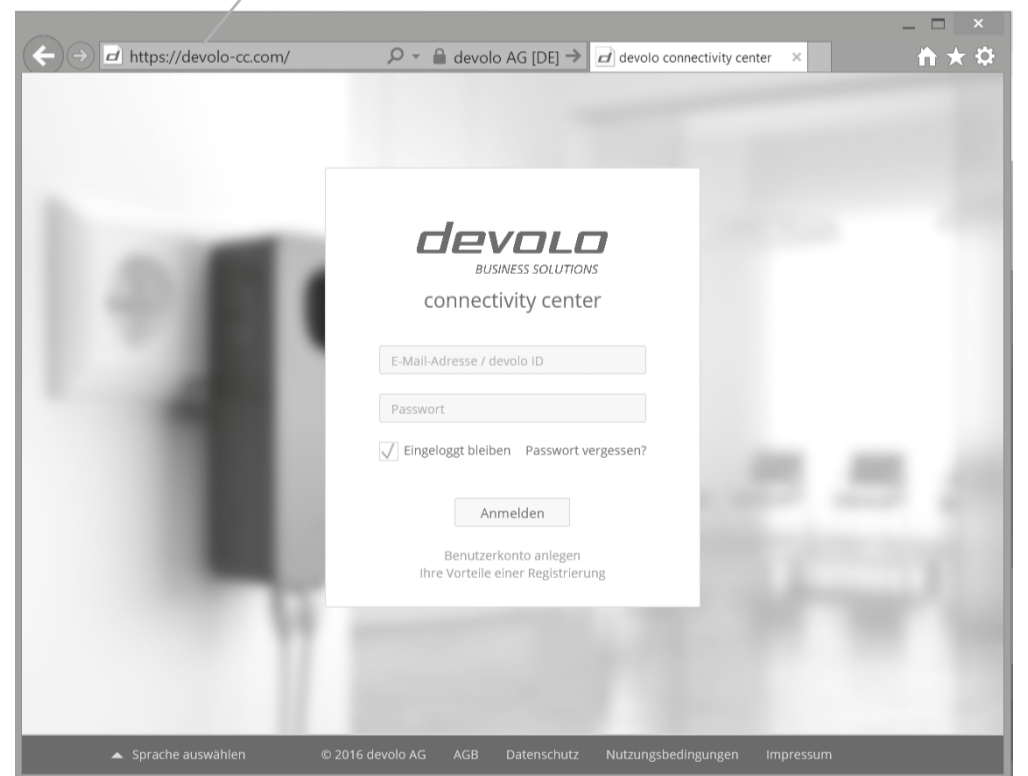 https://devolo-cc.com/
devolo AG [DE]
devolo connectivity center
devolo
BUSINESS SOLUTIONS
connectivity center
E-Mail-Adresse / devolo ID
Passwort
Eingeloggt bleiben Passwort vergessen?
Anmelden
Benutzerkonto anlegen
Ihre Vorteile einer Registrierung
Sprache auswählen © 2016 devolo AG AGB Datenschutz Nutzungsbedingungen Impressum